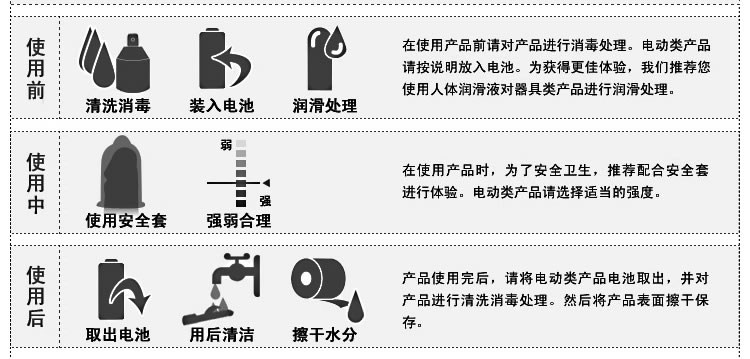 使用前
清洗消毒
装入电池
润滑处理
在使用产品前请对产品进行消毒处理。电动类产品
请按说明放入电池。为获得更佳体验，我们推荐您
使用人体润滑液对器具类产品进行润滑处理。
使用中
弱
强
使用安全套
强弱合理
在使用产品时，为了安全卫生，推荐配合安全套
进行体验。电动类产品请选择适当的强度。
使用后
取出电池
用后清洁
擦干水分
产品使用完后，请将电动类产品电池取出，并对
产品进行清洗消毒处理。然后将产品表面擦干保
存。